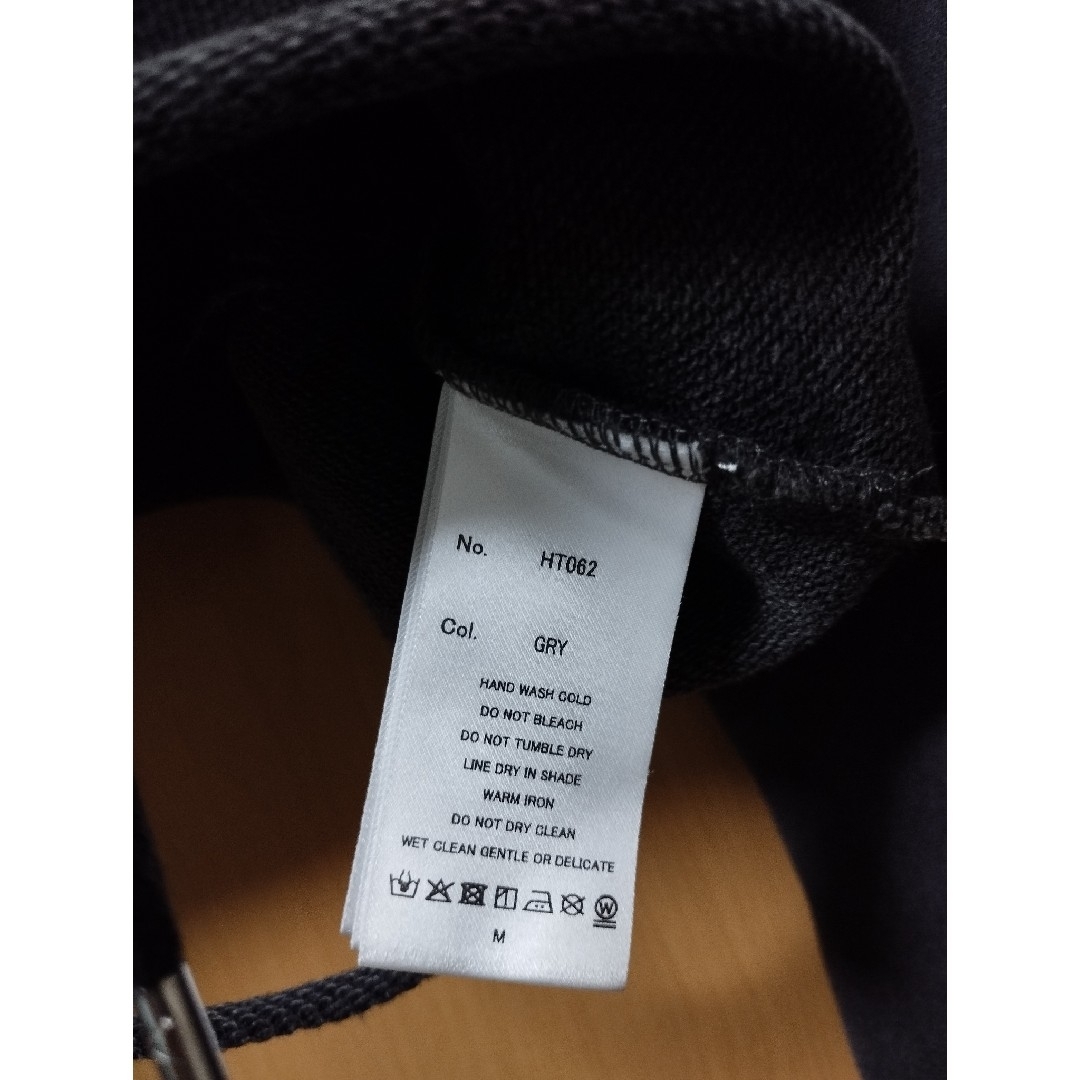 No. HT062
Col. GRY
HAND WASH COLD
DO NOT BLEACH
DO NOT TUMBLE DRY
LINE DRY IN SHADE
WARM IRON
DO NOT DRY CLEAN
WET CLEAN GENTLE OR DELICATE
W
M